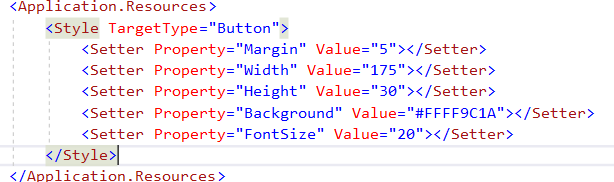 <Application.Resources>
<Style TargetType="Button">
<Setter Property="Margin" Value="5"></Setter>
<Setter Property="Width" Value="175"></Setter>
<Setter Property="Height" Value="30"></Setter>
<Setter Property="Background" Value="#FFFF9C1A"></Setter>
<Setter Property="FontSize" Value="20"></Setter>
</Style>
</Application.Resources>